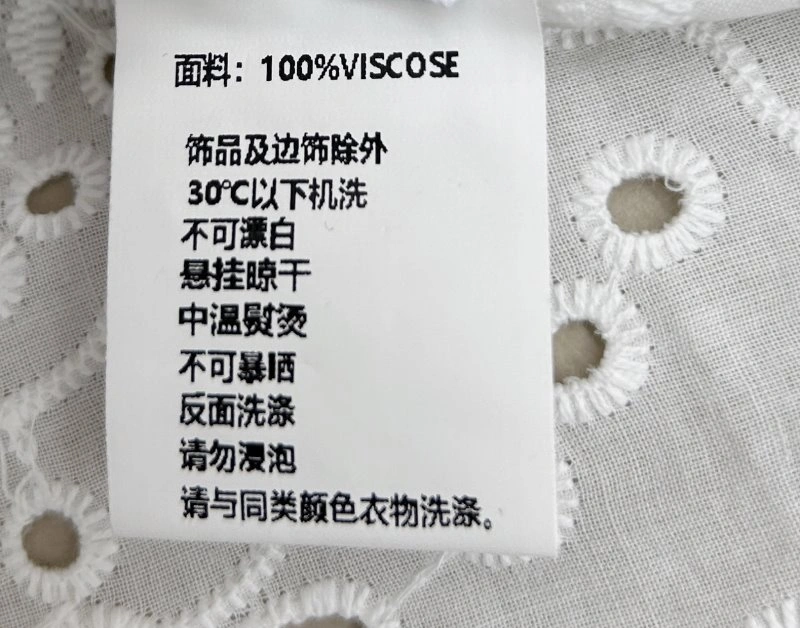 面料：100%VISCOSE
饰品及边饰除外
30℃以下机洗
不可漂白
悬挂晾干
中温熨烫
不可暴晒
反面洗涤
请勿浸泡
请与同类颜色衣物洗涤。